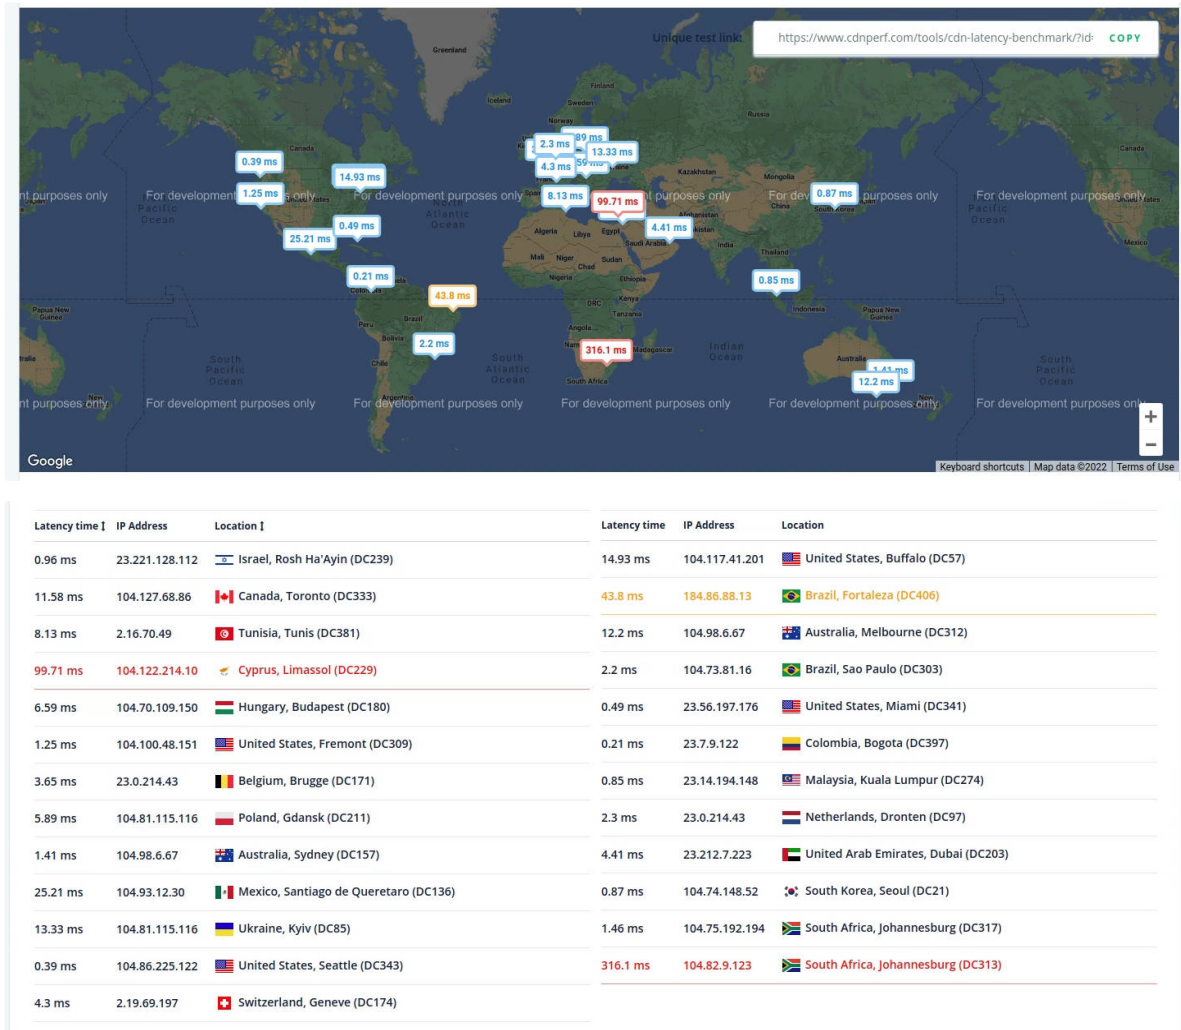 Greenland
Unique test link:
https://www.cdnperf.com/tools/cdn-latency-benchmark/?id=
COPY
Iceland
Finland
Sweden
Norway
Russia
Canada
Canada
0.39 ms
14.93 ms
2.3 ms
89 ms
13.33 ms
4.3 ms
59 ms
Kazakhstan
Mongolia
nt purposes only
For development purposes only
For development purposes only
For development purposes only
For dev
For development purposes only
1.25 ms
8.13 ms
99.71 ms
0.87 ms
China
South Korea
Pacific
Ocean
North
Atlantic
Ocean
Afghanistan
Pacific
Ocean
0.49 ms
25.21 ms
4.41 ms
Algeria
Libya
Egypt
Saudi Arabia
India
Mexico
Mali
Niger
Chad
Sudan
Thailand
0.21 ms
Colombia
Nigeria
Ethiopia
0.85 ms
43.8 ms
DRC
Kenya
Tanzania
Indonesia
Papua New
Guinea
Papua New
Guinea
Peru
Brazil
Angola
Bolivia
2.2 ms
316.1 ms
Madagascar
Indian
Ocean
South
Pacific
Ocean
Chile
South
Atlantic
Ocean
South Africa
Australia
1.41 ms
12.2 ms
South
Pacific
Ocean
nt purposes only
For development purposes only
For development purposes only
For development purposes only
For development purposes only
For development purposes only
Argentina
+
−
Google
Keyboard shortcuts
Map data ©2022
Terms of Use
Latency time IP Address Location
0.96 ms 23.221.128.112 Israel, Rosh Ha'Ayin (DC239)
11.58 ms 104.127.68.86 Canada, Toronto (DC333)
8.13 ms 2.16.70.49 Tunisia, Tunis (DC381)
99.71 ms 104.122.214.10 Cyprus, Limassol (DC229)
6.59 ms 104.70.109.150 Hungary, Budapest (DC180)
1.25 ms 104.100.48.151 United States, Fremont (DC309)
3.65 ms 23.0.214.43 Belgium, Brugge (DC171)
5.89 ms 104.81.115.116 Poland, Gdansk (DC211)
1.41 ms 104.98.6.67 Australia, Sydney (DC157)
25.21 ms 104.93.12.30 Mexico, Santiago de Queretaro (DC136)
13.33 ms 104.81.115.116 Ukraine, Kyiv (DC85)
0.39 ms 104.86.225.122 United States, Seattle (DC343)
4.3 ms 2.19.69.197 Switzerland, Geneve (DC174)
Latency time IP Address Location
14.93 ms 104.117.41.201 United States, Buffalo (DC57)
43.8 ms 184.86.88.13 Brazil, Fortaleza (DC406)
12.2 ms 104.98.6.67 Australia, Melbourne (DC312)
2.2 ms 104.73.81.16 Brazil, Sao Paulo (DC303)
0.49 ms 23.56.197.176 United States, Miami (DC341)
0.21 ms 23.7.9.122 Colombia, Bogota (DC397)
0.85 ms 23.14.194.148 Malaysia, Kuala Lumpur (DC274)
2.3 ms 23.0.214.43 Netherlands, Dronten (DC97)
4.41 ms 23.212.7.223 United Arab Emirates, Dubai (DC203)
0.87 ms 104.74.148.52 South Korea, Seoul (DC21)
1.46 ms 104.75.192.194 South Africa, Johannesburg (DC317)
316.1 ms 104.82.9.123 South Africa, Johannesburg (DC313)